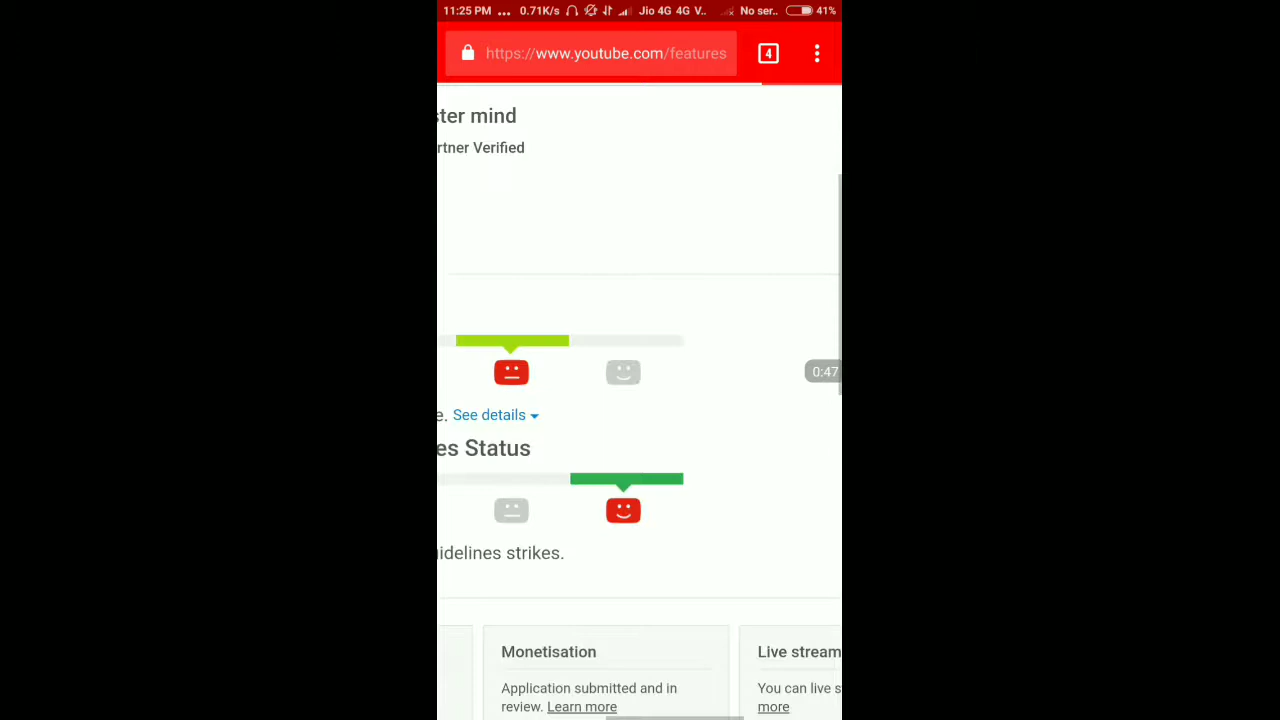 11:25 PM ... 0.71K/s Jio 4G 4G V.. No ser.. 41%
https://www.youtube.com/features 4
ster mind
rtner Verified
0:47
e. See details
es Status
uidelines strikes.
Monetisation
Application submitted and in
review. Learn more
Live stream
You can live s
more